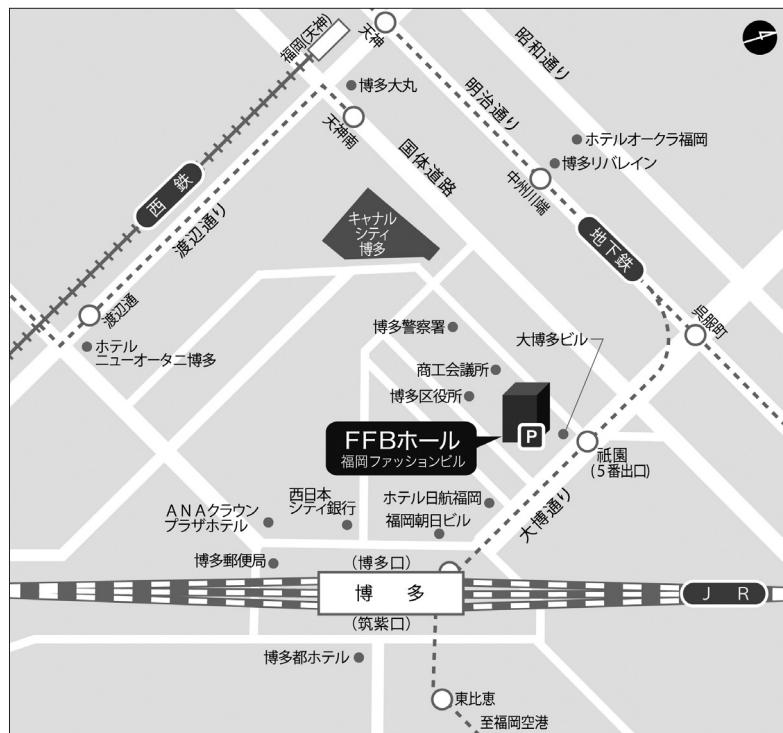 福岡(天神)
天神
昭和通り
明治通り
博多大丸
天神南
国体道路
ホテルオークラ福岡
博多リバレイン
中州川端
西鉄
渡辺通り
キャナル
シティ
博多
地下鉄
呉服町
渡辺通
ホテル
ニューオータニ博多
博多警察署
大博多ビル
商工会議所
博多区役所
FFBホール
福岡ファッションビル
P
祇園
(5番出口)
大博通り
ANAクラウン
プラザホテル
西日本
シティ銀行
ホテル日航福岡
福岡朝日ビル
博多郵便局
(博多口)
博多
(筑紫口)
JR
博多都ホテル
東比恵
至福岡空港